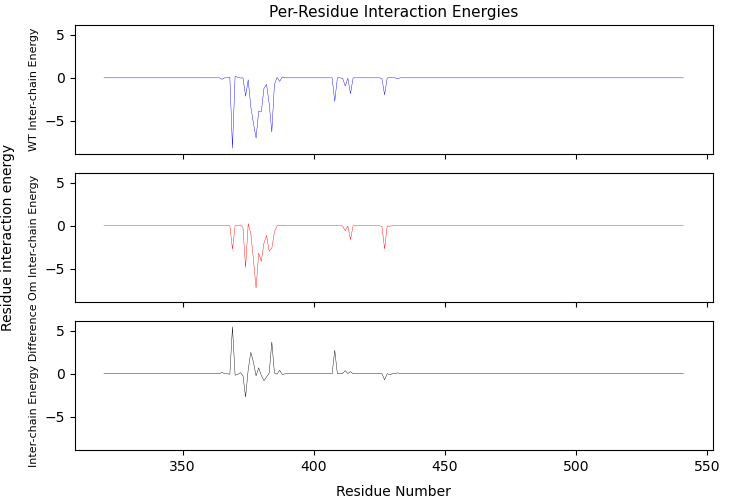 Per-Residue Interaction Energies
Residue interaction energy
WT Inter-chain Energy
5
0
−5
Om Inter-chain Energy
5
0
−5
Inter-chain Energy Difference
5
0
−5
350
400
450
500
550
Residue Number